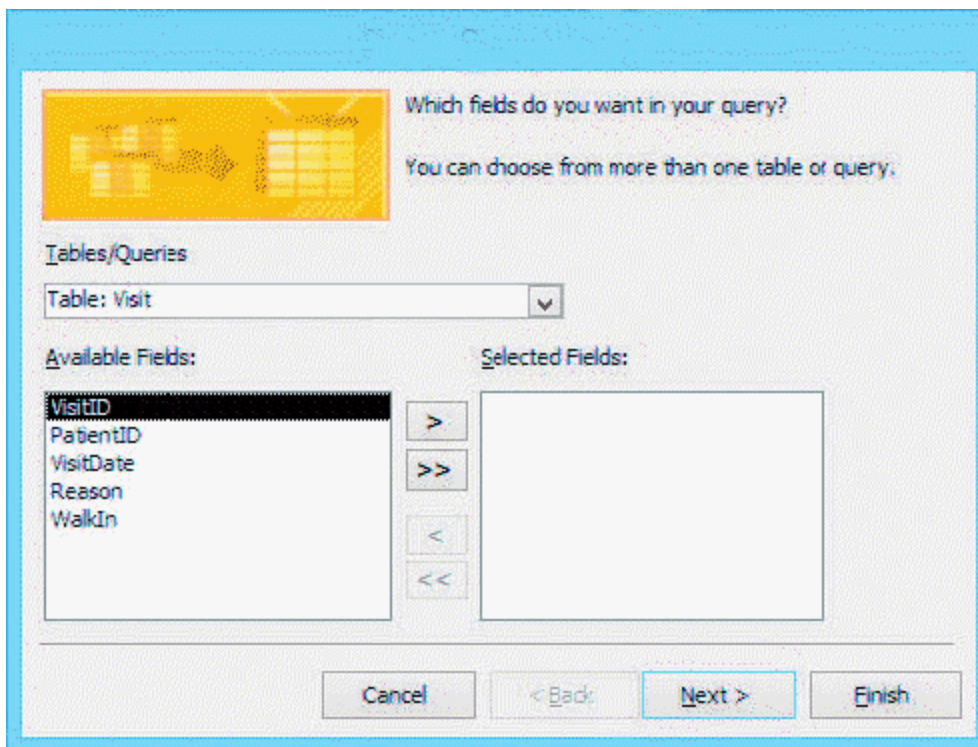 Which fields do you want in your query?
You can choose from more than one table or query.
Tables/Queries
Table: Visit
Available Fields:
Selected Fields:
VisitID
PatientID
VisitDate
Reason
WalkIn
>
>>
<
<<
Cancel
< Back
Next >
Finish